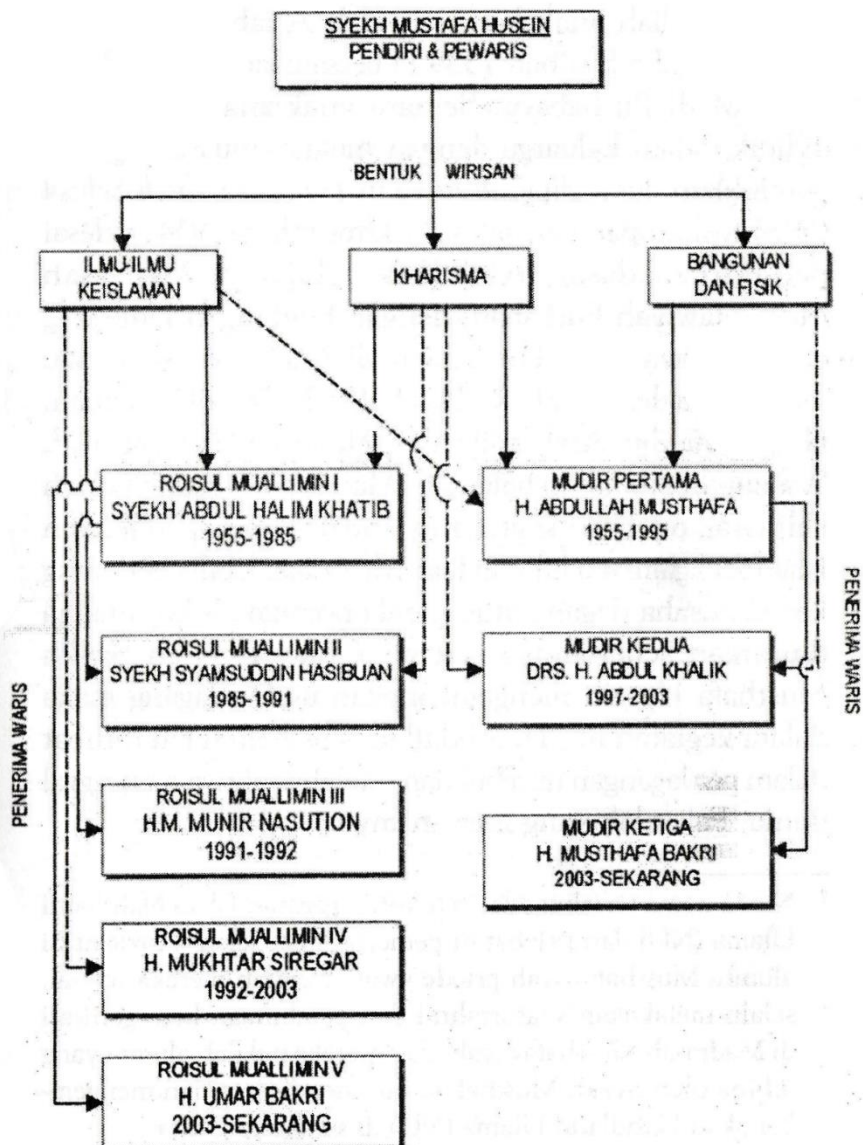 SYEKH MUSTAFA HUSEIN
PENDIRI & PEWARIS
BENTUK WIRISAN
ILMU-ILMU
KEISLAMAN
KHARISMA
BANGUNAN
DAN FISIK
ROISUL MUALLIMIN I
SYEKH ABDUL HALIM KHATIB
1955-1985
MUDIR PERTAMA
H. ABDULLAH MUSTHAFA
1955-1995
ROISUL MUALLIMIN II
SYEKH SYAMSUDDIN HASIBUAN
1985-1991
MUDIR KEDUA
DRS. H. ABDUL KHALIK
1997-2003
ROISUL MUALLIMIN III
H.M. MUNIR NASUTION
1991-1992
MUDIR KETIGA
H. MUSTHAFA BAKRI
2003-SEKARANG
ROISUL MUALLIMIN IV
H. MUKHTAR SIREGAR
1992-2003
ROISUL MUALLIMIN V
H. UMAR BAKRI
2003-SEKARANG
PENERIMA WARIS
PENERIMA WARIS